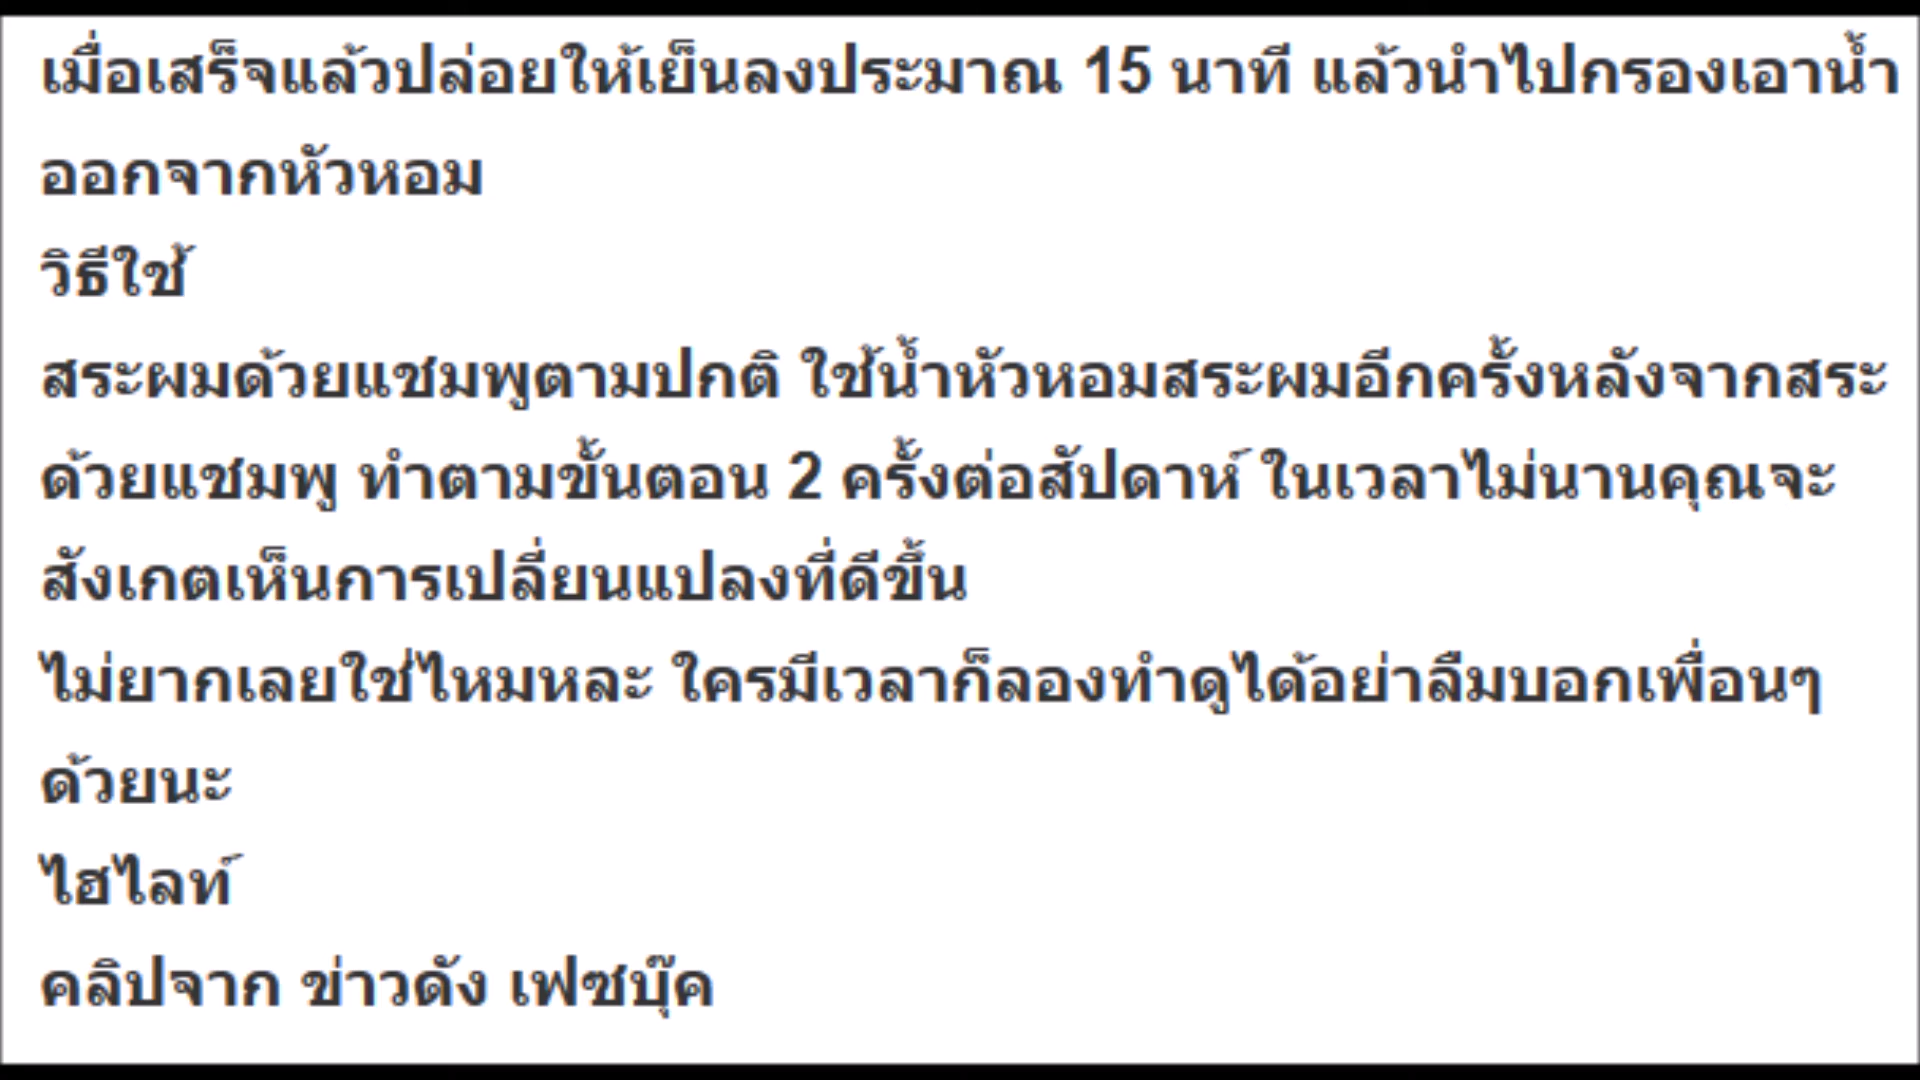 เมื่อเสร็จแล้วปล่อยให้เย็นลงประมาณ 15 นาที แล้วนำไปกรองเอาน้ำ
ออกจากหัวหอม
วิธีใช้
สระผมด้วยแชมพูตามปกติ ใช้น้ำหัวหอมสระผมอีกครั้งหลังจากสระ
ด้วยแชมพู ทำตามขั้นตอน 2 ครั้งต่อสัปดาห์ ในเวลาไม่นานคุณจะ
สังเกตเห็นการเปลี่ยนแปลงที่ดีขึ้น
ไม่ยากเลยใช่ไหมหละ ใครมีเวลาก็ลองทำดูได้อย่าลืมบอกเพื่อนๆ
ด้วยนะ
ไฮไลท์
คลิปจาก ข่าวดัง เฟซบุ๊ค